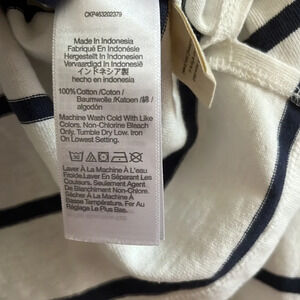 CKP463202379
Made In Indonesia
Fabriqué En Indonésie
Hergestellt in Indonesien
Vervaardigd in Indonesië
インドネシア製
hecho en indonesia
100% Cotton / Coton /
Baumwolle /Katoen /綿 /
algodón
Machine Wash Cold With Like
Colors. Non-Chlorine Bleach
Only. Tumble Dry Low. Iron
On Lowest Setting.
Laver À La Machine À L'eau
Froide.Laver En Séparant Les
Couleurs. Seulement Agent
De Blanchiment Non-Chlorn.
Sécher À La Machine À
Basse Température. Fer Au
Réglage Le Plus Bas.